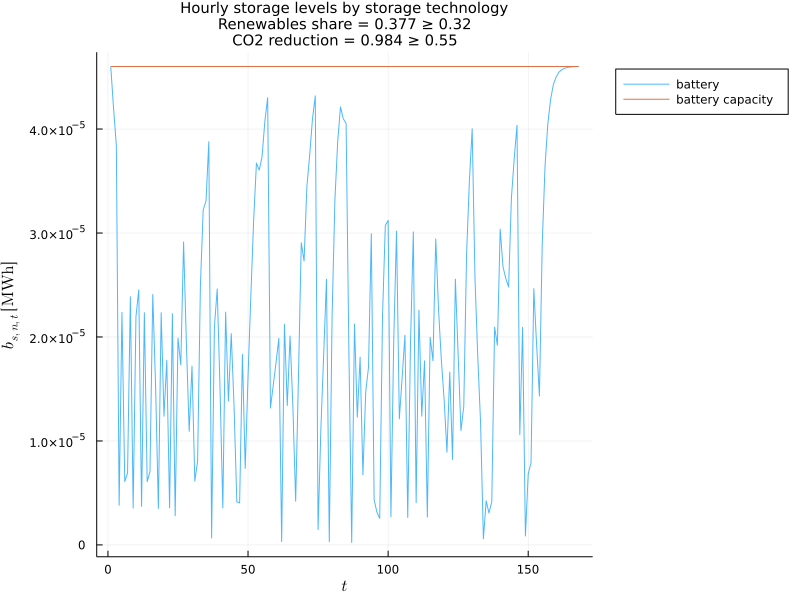 Hourly storage levels by storage technology
Renewables share = 0.377 ≥ 0.32
CO2 reduction = 0.984 ≥ 0.55
battery
battery capacity
4.0×10⁻⁵
3.0×10⁻⁵
2.0×10⁻⁵
1.0×10⁻⁵
0
b_{s, n, t} [MWh]
0 50 100 150
t